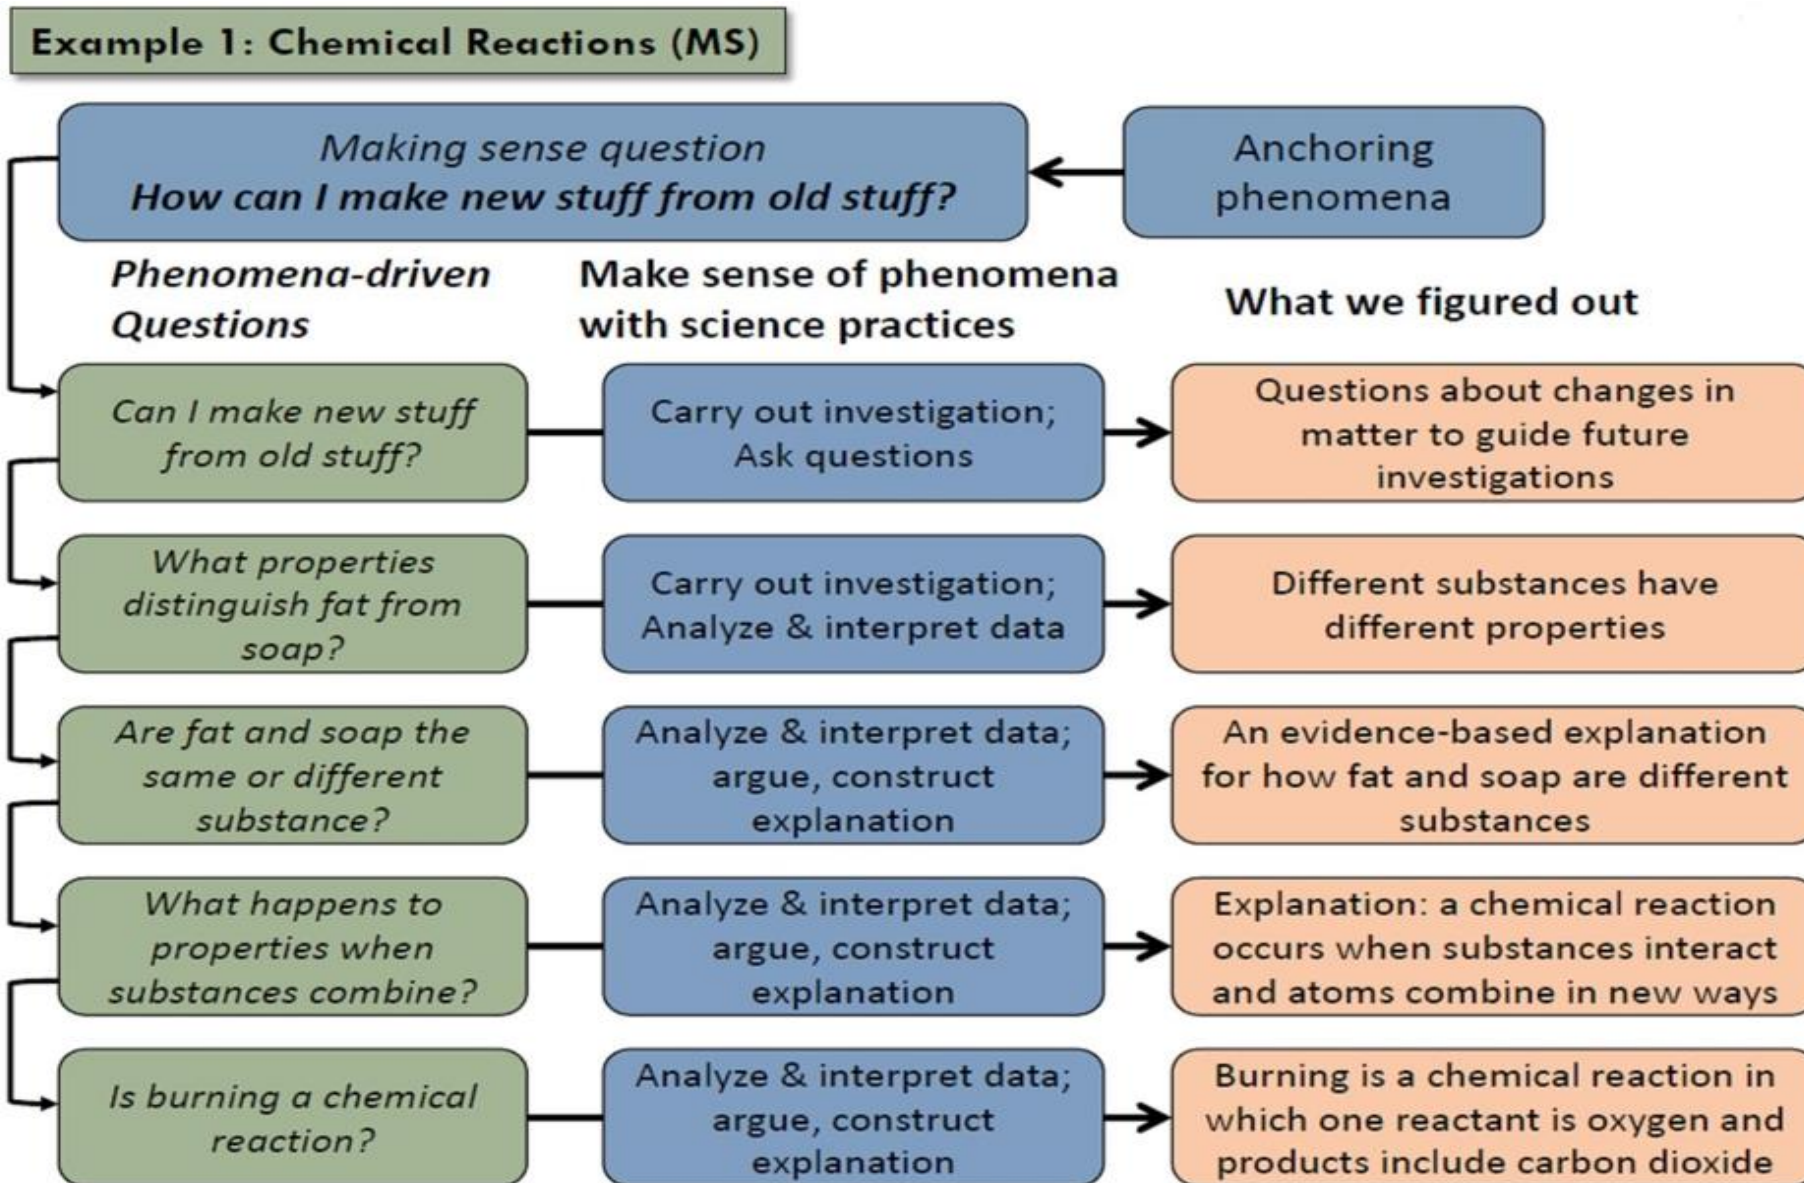 Example 1: Chemical Reactions (MS)
Making sense question
How can I make new stuff from old stuff?
Anchoring
phenomena
Phenomena-driven
Questions
Make sense of phenomena
with science practices
What we figured out
Can I make new stuff
from old stuff?
Carry out investigation;
Ask questions
Questions about changes in
matter to guide future
investigations
What properties
distinguish fat from
soap?
Carry out investigation;
Analyze & interpret data
Different substances have
different properties
Are fat and soap the
same or different
substance?
Analyze & interpret data;
argue, construct
explanation
An evidence-based explanation
for how fat and soap are different
substances
What happens to
properties when
substances combine?
Analyze & interpret data;
argue, construct
explanation
Explanation: a chemical reaction
occurs when substances interact
and atoms combine in new ways
Is burning a chemical
reaction?
Analyze & interpret data;
argue, construct
explanation
Burning is a chemical reaction in
which one reactant is oxygen and
products include carbon dioxide